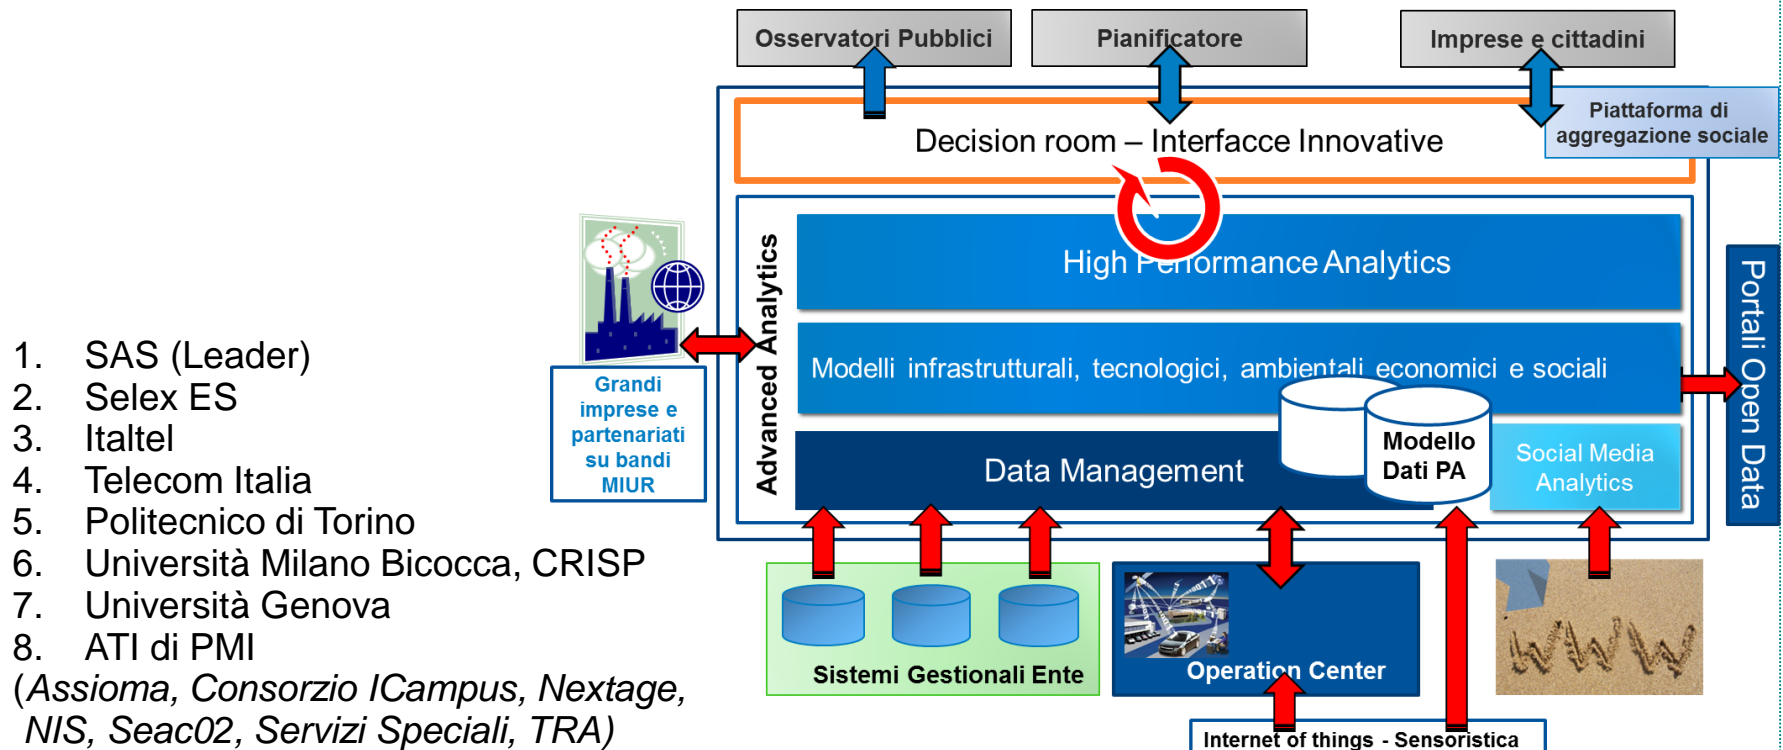 Osservatori Pubblici
Pianificatore
Imprese e cittadini
Piattaforma di
aggregazione sociale
Decision room – Interfacce Innovative
Advanced Analytics
High Performance Analytics
Modelli infrastrutturali, tecnologici, ambientali economici e sociali
Data Management
Modello
Dati PA
Social Media
Analytics
Portali Open Data
Grandi
imprese e
partenariati
su bandi
MIUR
1. SAS (Leader)
2. Selex ES
3. Italtel
4. Telecom Italia
5. Politecnico di Torino
6. Università Milano Bicocca, CRISP
7. Università Genova
8. ATI di PMI
(Assioma, Consorzio ICampus, Nextage,
NIS, Seac02, Servizi Speciali, TRA)
Sistemi Gestionali Ente
Operation Center
www
Internet of things - Sensoristica